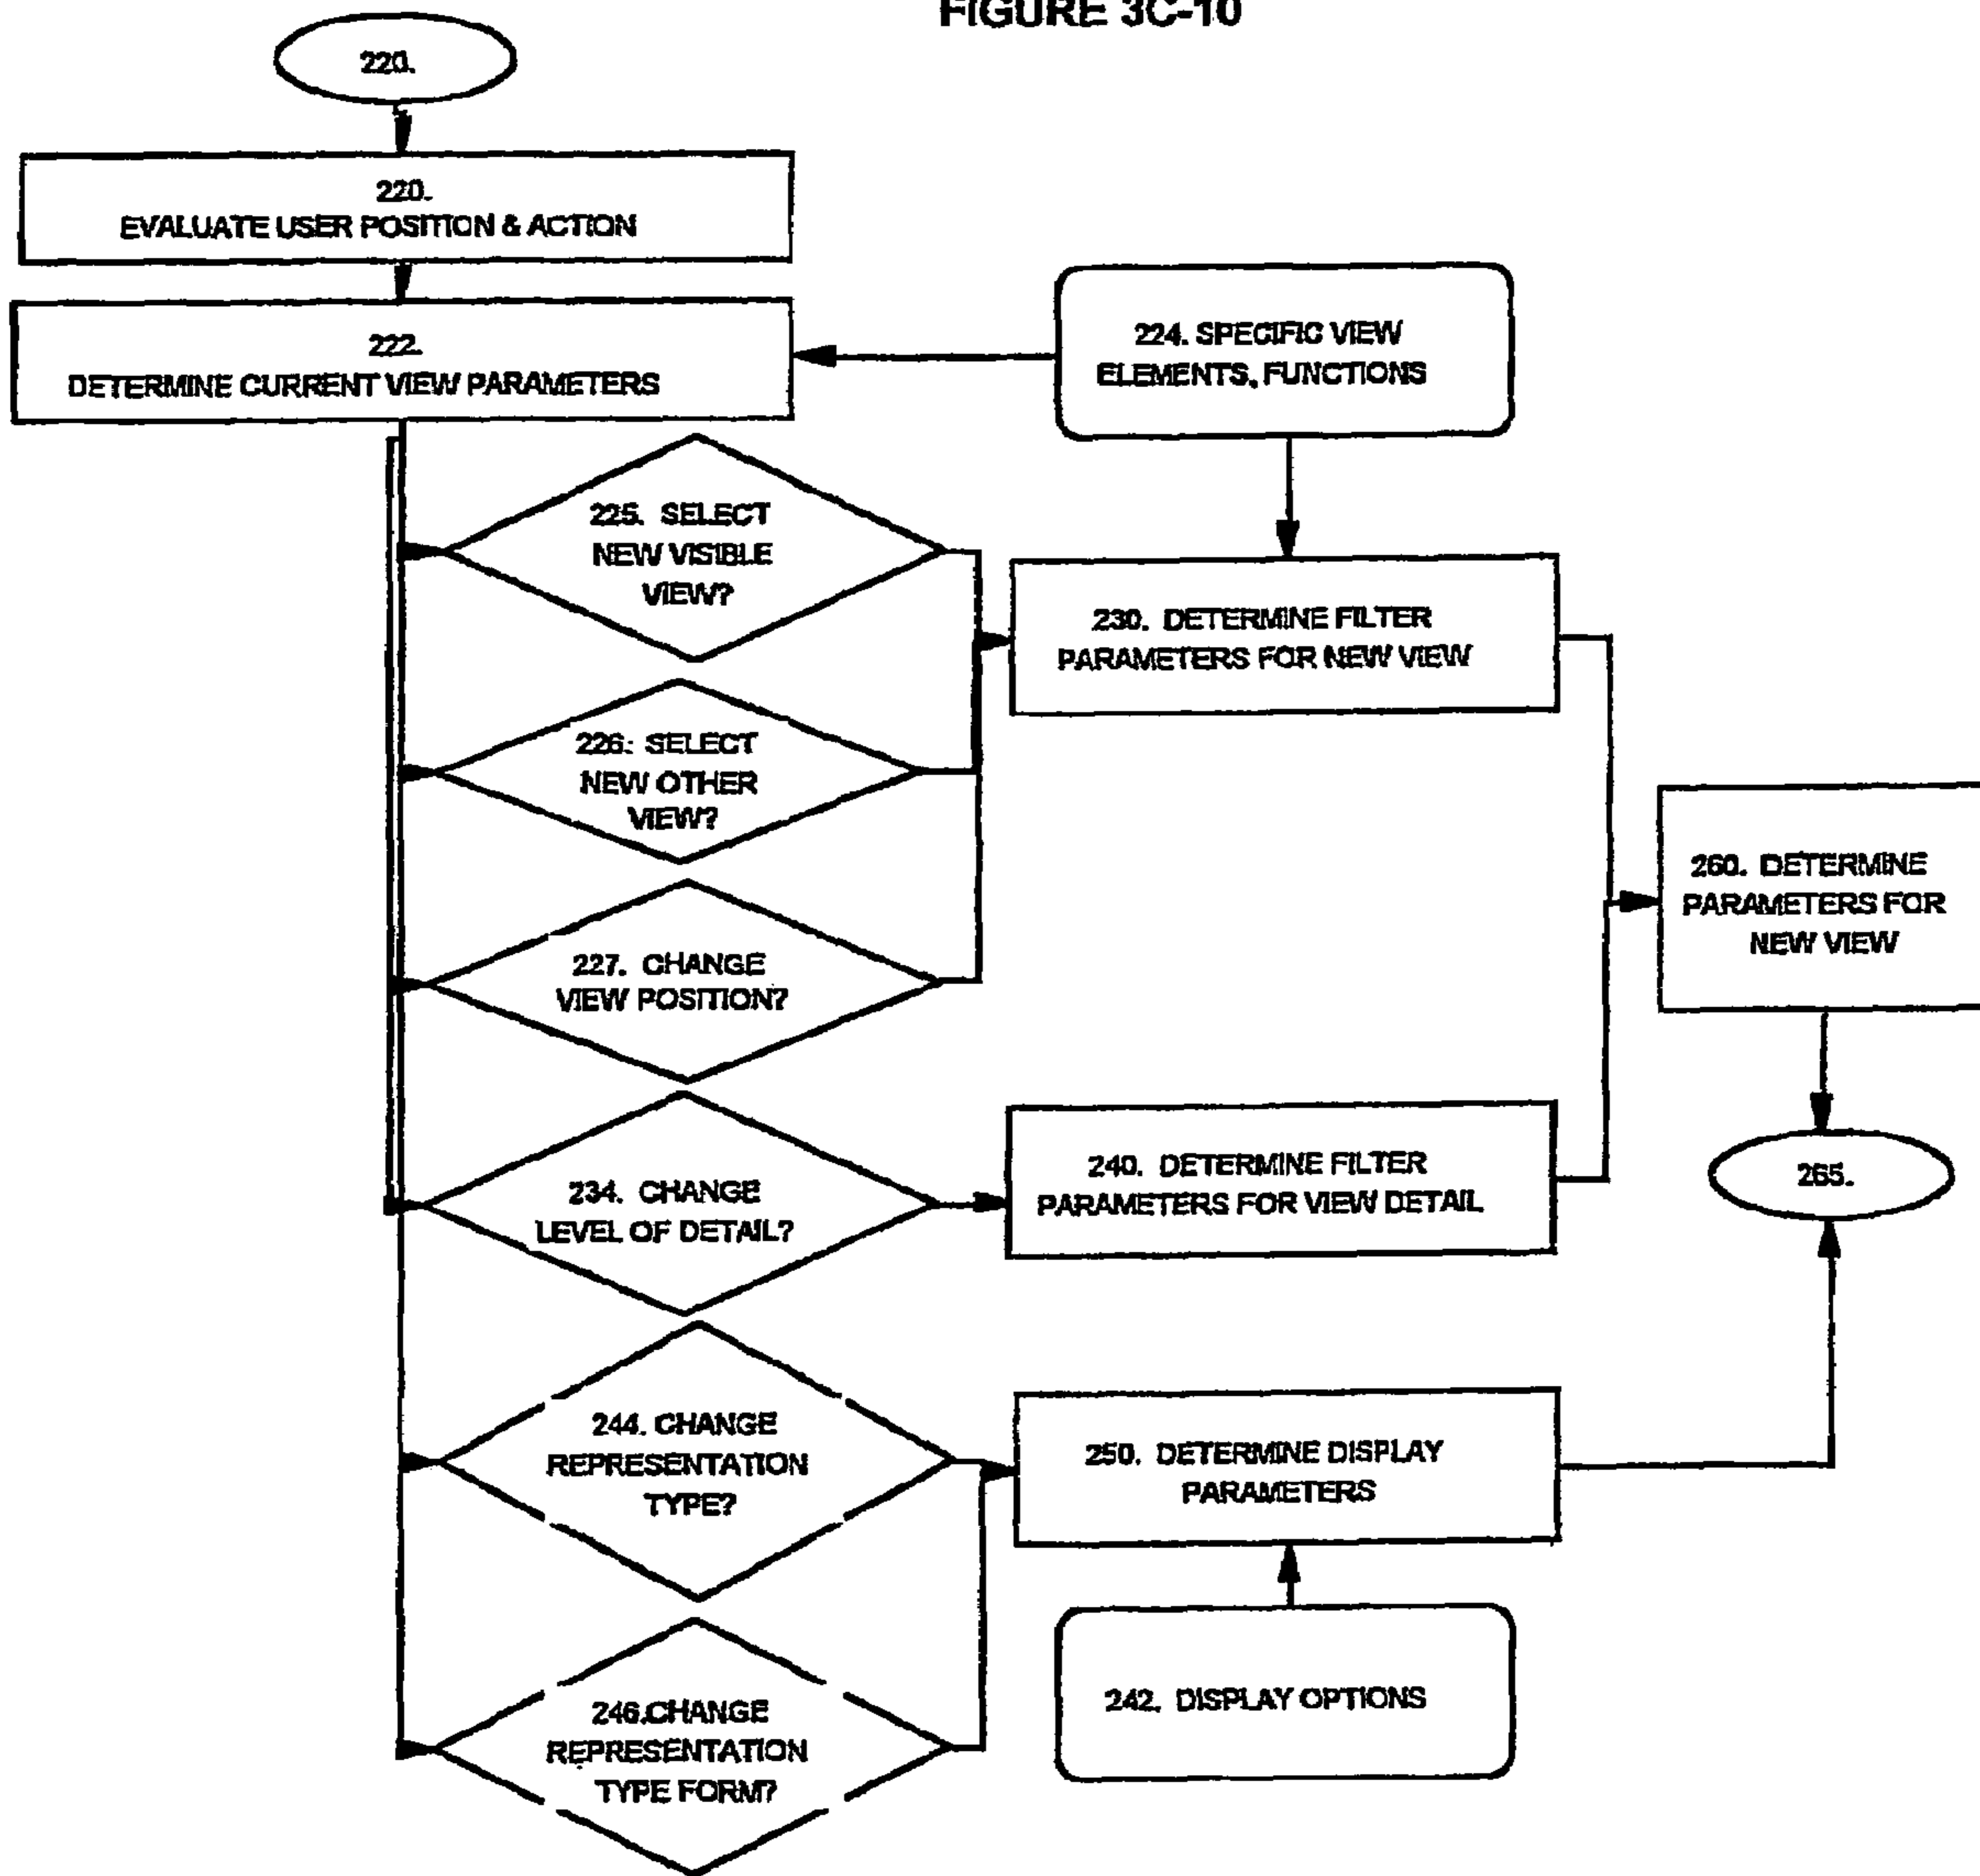 FIGURE 3C-10
220.
220.
EVALUATE USER POSITION & ACTION
222.
DETERMINE CURRENT VIEW PARAMETERS
224. SPECIFIC VIEW
ELEMENTS, FUNCTIONS
225. SELECT
NEW VISIBLE
VIEW?
230. DETERMINE FILTER
PARAMETERS FOR NEW VIEW
226. SELECT
NEW OTHER
VIEW?
260. DETERMINE
PARAMETERS FOR
NEW VIEW
227. CHANGE
VIEW POSITION?
234. CHANGE
LEVEL OF DETAIL?
240. DETERMINE FILTER
PARAMETERS FOR VIEW DETAIL
265.
244. CHANGE
REPRESENTATION
TYPE?
250. DETERMINE DISPLAY
PARAMETERS
246.CHANGE
REPRESENTATION
TYPE FORM?
242. DISPLAY OPTIONS